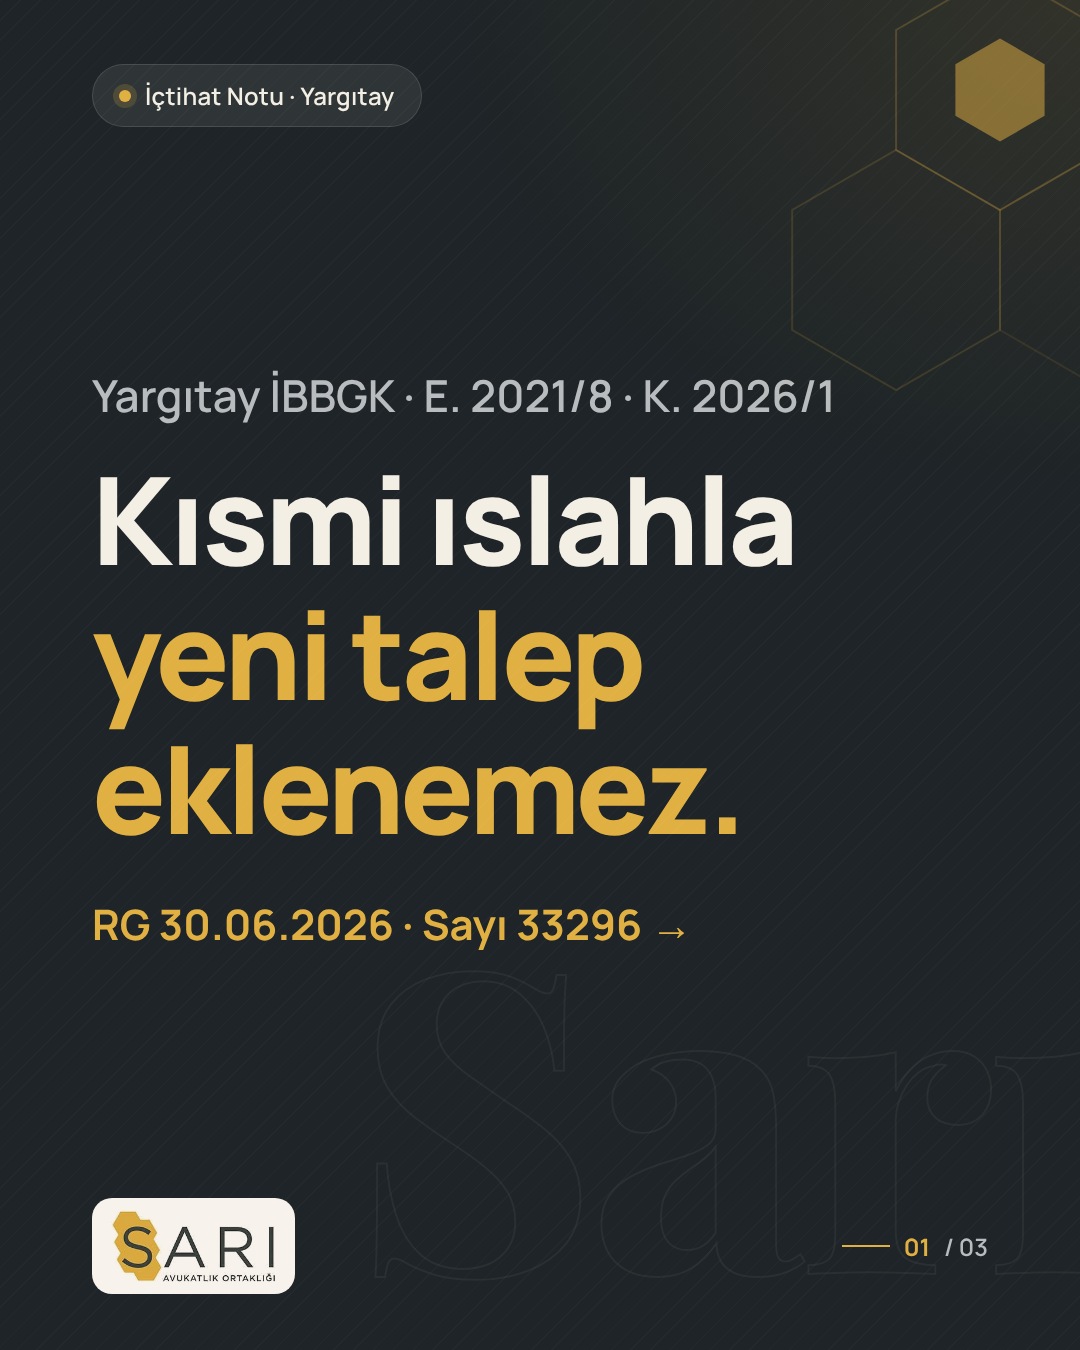 İçtihat Notu · Yargıtay
Yargıtay İBBGK · E. 2021/8 · K. 2026/1
Kısmi ıslahla
yeni talep
eklenemez.
RG 30.06.2026 · Sayı 33296 →
Sarı
SARI
AVUKATLIK ORTAKLIĞI
01 / 03